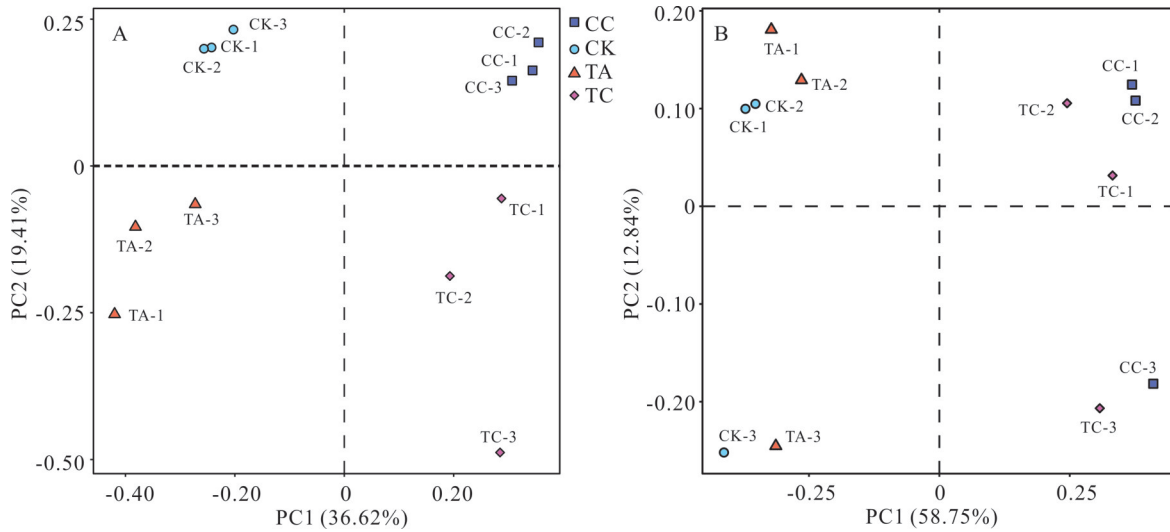 A
0.25
0
-0.25
-0.50
PC2 (19.41%)
CK-3
CK-1
CK-2
CC-2
CC-1
CC-3
TA-3
TA-2
TA-1
TC-1
TC-2
TC-3
-0.40
-0.20
0
0.20
PC1 (36.62%)
CC
CK
TA
TC
B
0.20
0.10
0
-0.10
-0.20
PC2 (12.84%)
TA-1
TA-2
CK-2
CK-1
CC-1
TC-2
CC-2
TC-1
CC-3
TC-3
CK-3
TA-3
-0.25
0
0.25
PC1 (58.75%)